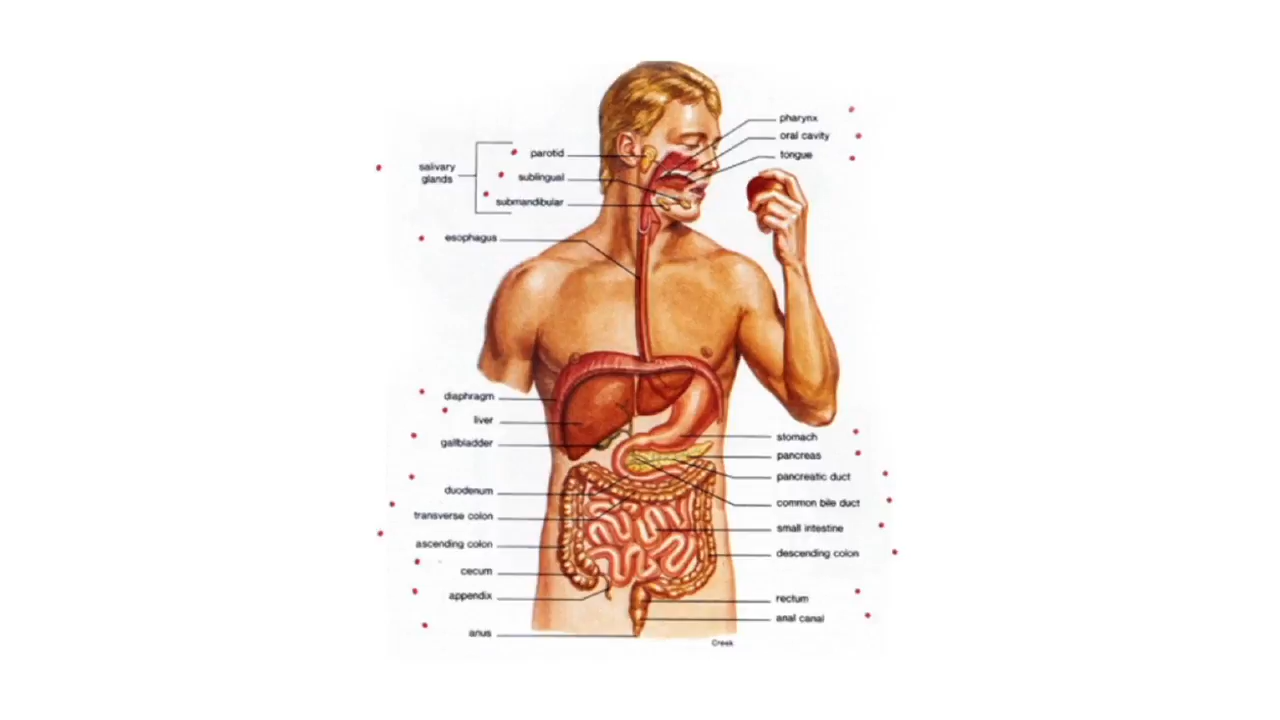 pharynx
oral cavity
tongue
salivary
glands
parotid
sublingual
submandibular
esophagus
diaphragm
liver
gallbladder
duodenum
transverse colon
ascending colon
cecum
appendix
anus
stomach
pancreas
pancreatic duct
common bile duct
small intestine
descending colon
rectum
anal canal
Creek